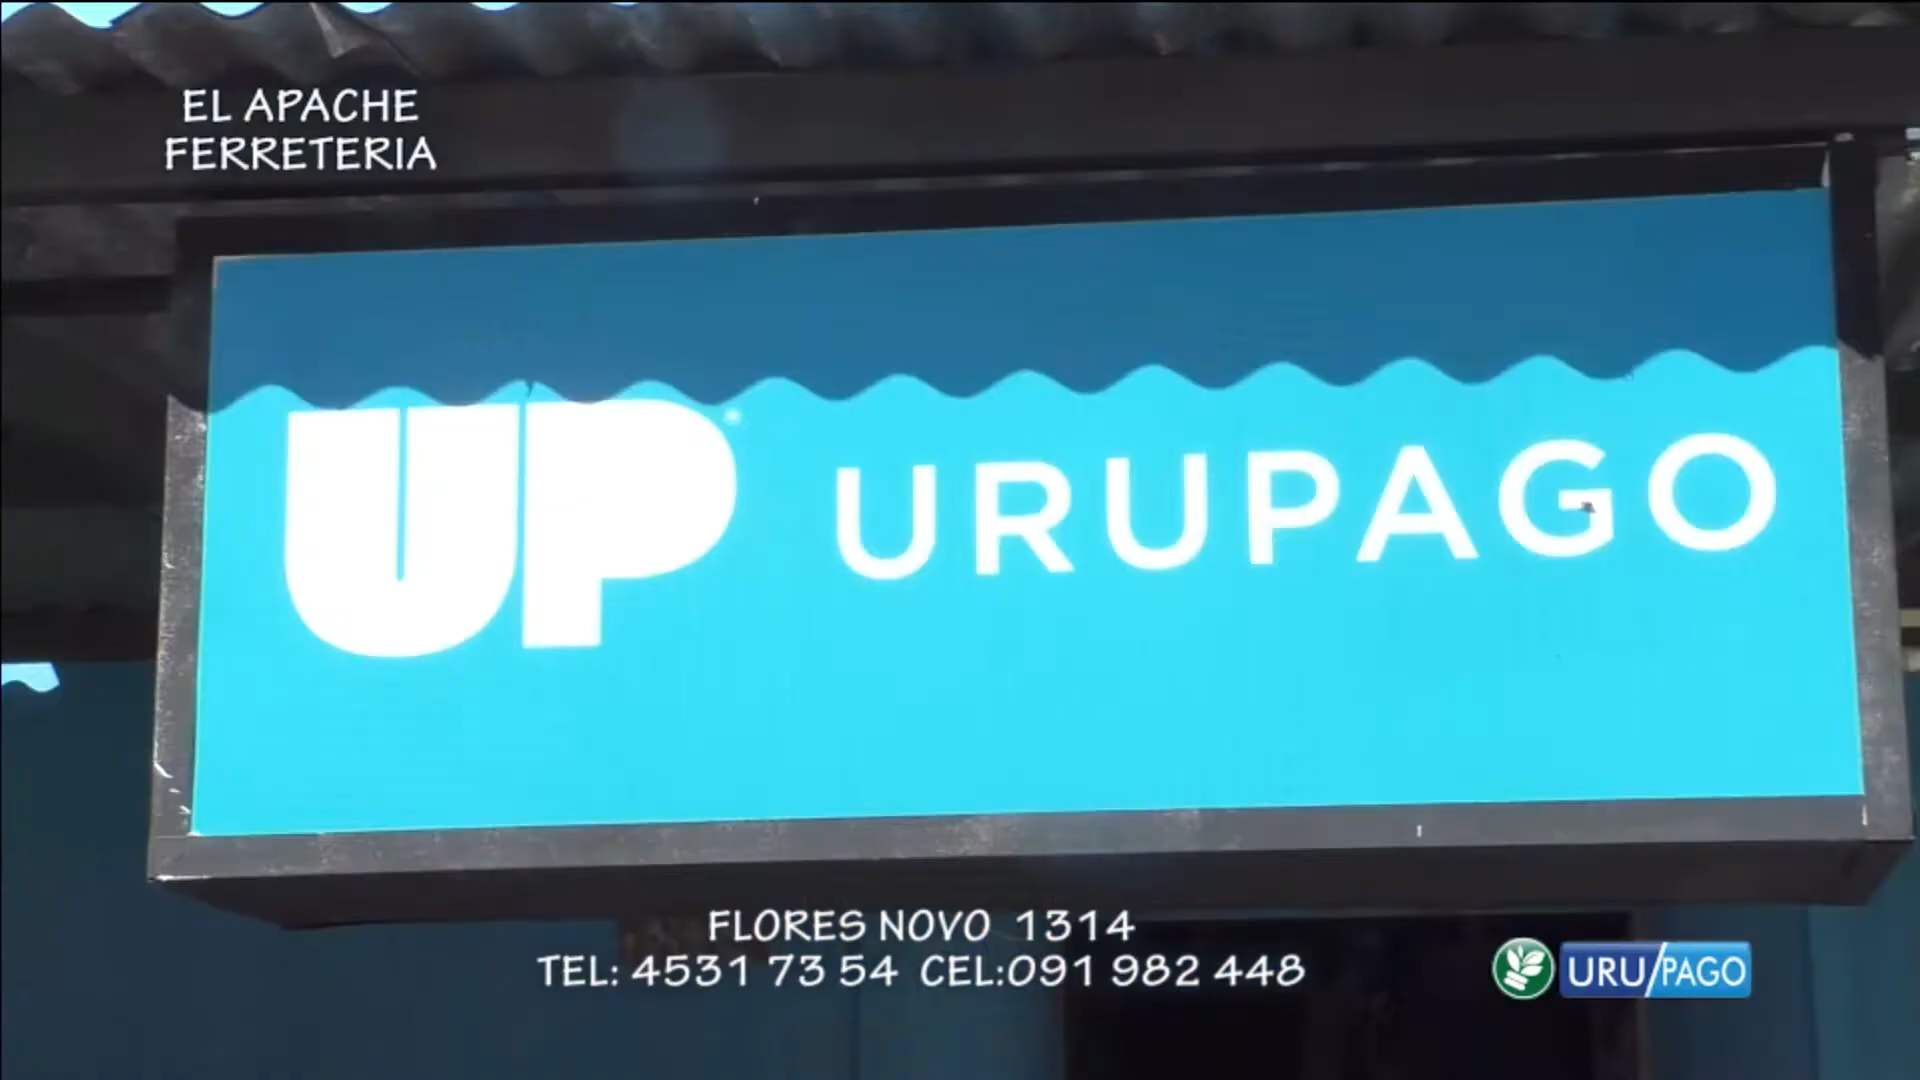 EL APACHE
FERRETERIA
UP URUPAGO
FLORES NOVO 1314
TEL: 4531 73 54 CEL:091 982 448
URU/PAGO